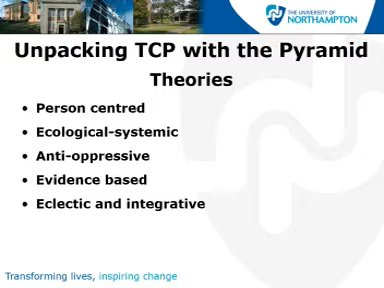 THE UNIVERSITY OF
NORTHAMPTON
Unpacking TCP with the Pyramid
Theories
• Person centred
• Ecological-systemic
• Anti-oppressive
• Evidence based
• Eclectic and integrative
Transforming lives, inspiring change